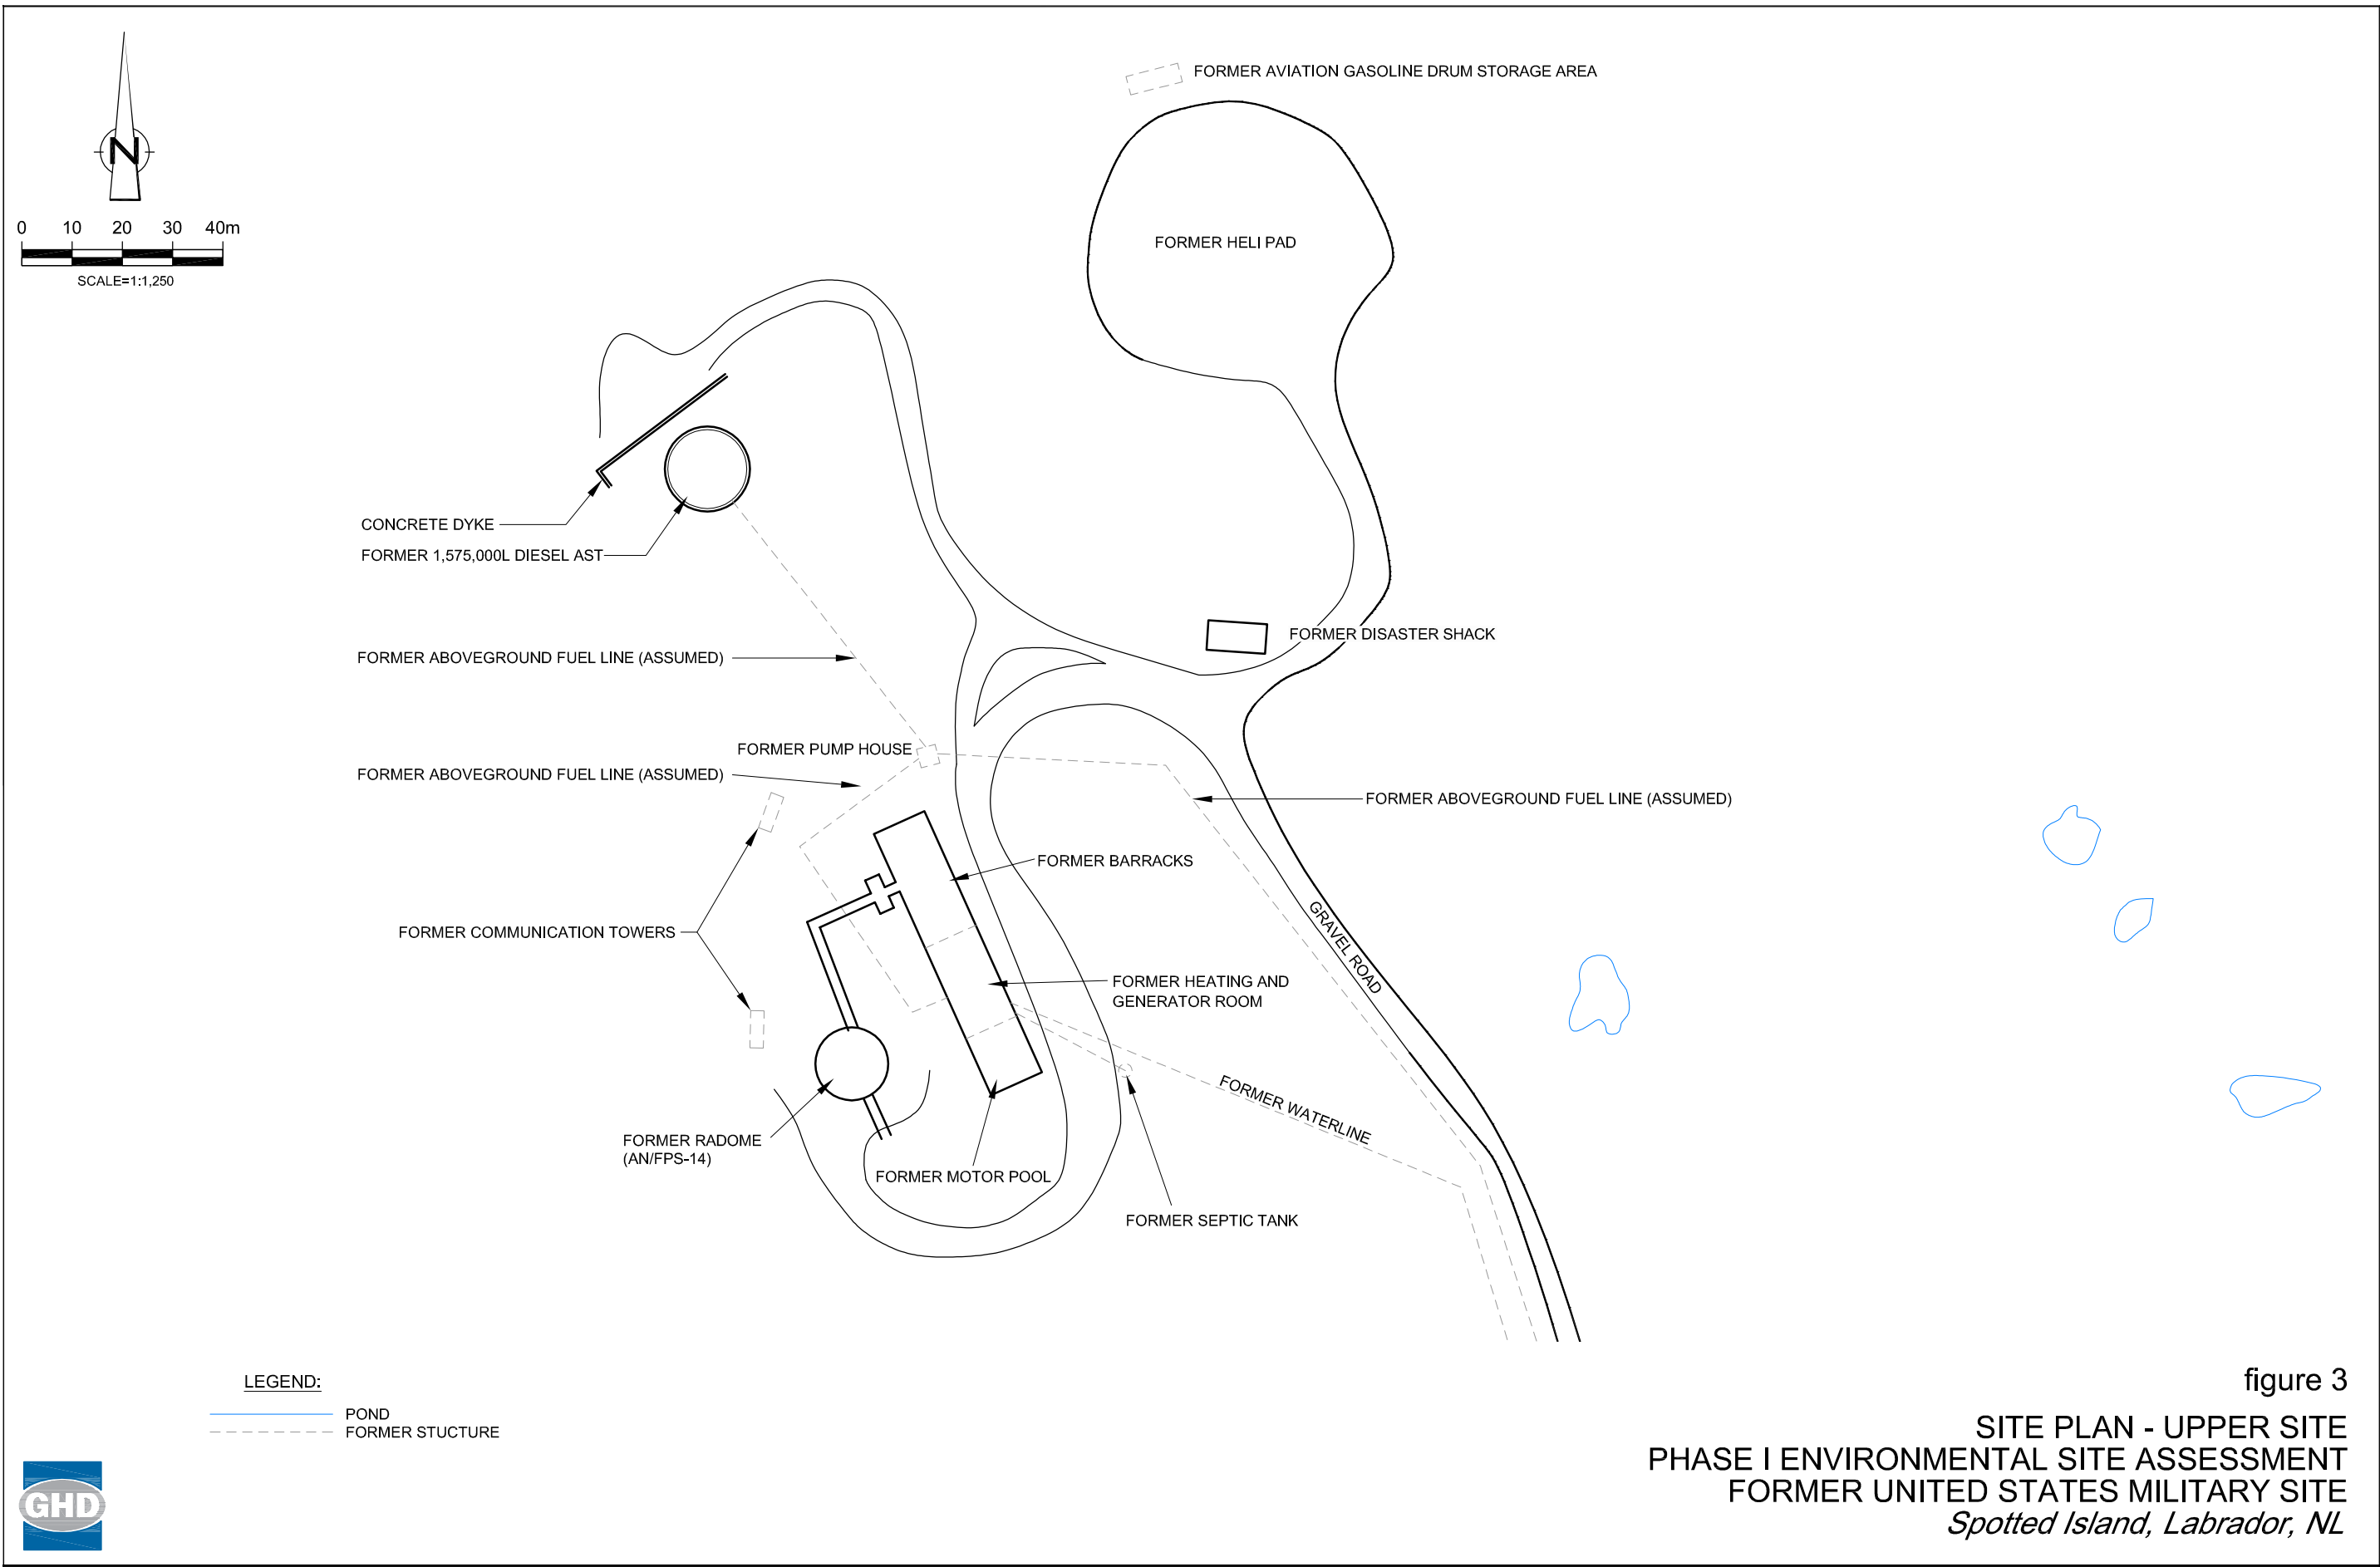 FORMER AVIATION GASOLINE DRUM STORAGE AREA
N
0 10 20 30 40m
SCALE=1:1,250
FORMER HELI PAD
CONCRETE DYKE
FORMER 1,575,000L DIESEL AST
FORMER DISASTER SHACK
FORMER ABOVEGROUND FUEL LINE (ASSUMED)
FORMER PUMP HOUSE
FORMER ABOVEGROUND FUEL LINE (ASSUMED)
FORMER ABOVEGROUND FUEL LINE (ASSUMED)
FORMER BARRACKS
GRAVEL ROAD
FORMER COMMUNICATION TOWERS
FORMER HEATING AND
GENERATOR ROOM
FORMER WATERLINE
FORMER RADOME
(AN/FPS-14)
FORMER MOTOR POOL
FORMER SEPTIC TANK
LEGEND:
POND
FORMER STUCTURE
GHD
figure 3
SITE PLAN - UPPER SITE
PHASE I ENVIRONMENTAL SITE ASSESSMENT
FORMER UNITED STATES MILITARY SITE
Spotted Island, Labrador, NL